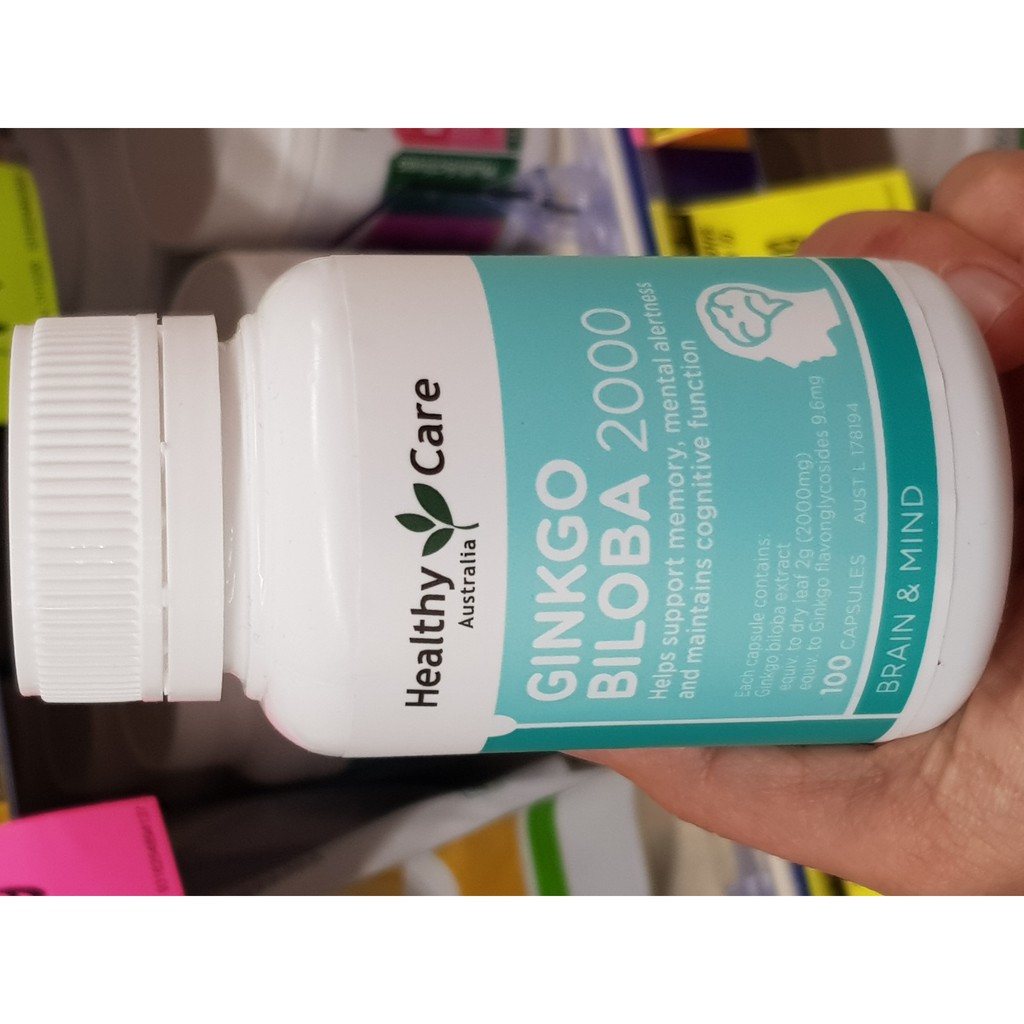 Healthy Care
Australia
GINKGO
BILOBA 2000
Helps support memory, mental alertness
and maintains cognitive function
Each capsule contains:
Ginkgo biloba extract
equiv. to dry leaf 2g (2000mg)
equiv. to Ginkgo flavonglycosides 9.6mg
100 CAPSULES AUST L 178194
BRAIN & MIND